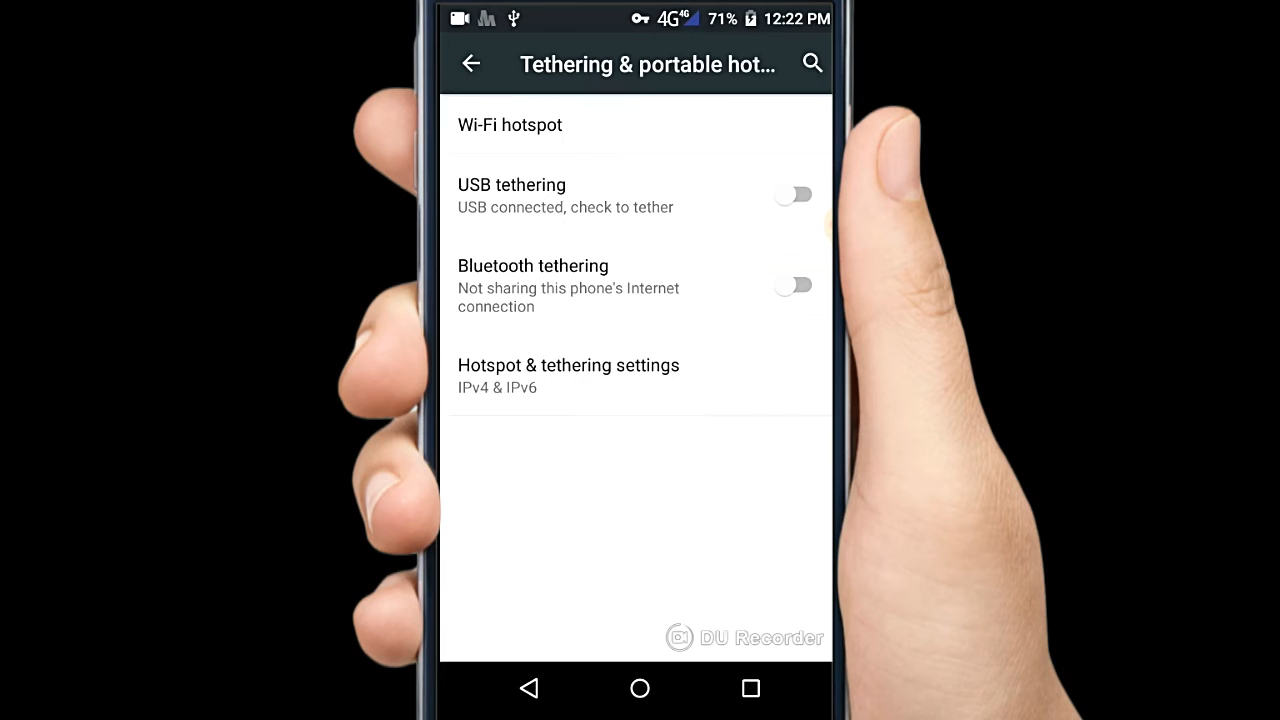 4G 4G 71% 12:22 PM
Tethering & portable hot...
Wi-Fi hotspot
USB tethering
USB connected, check to tether
Bluetooth tethering
Not sharing this phone's Internet
connection
Hotspot & tethering settings
IPv4 & IPv6
DU Recorder